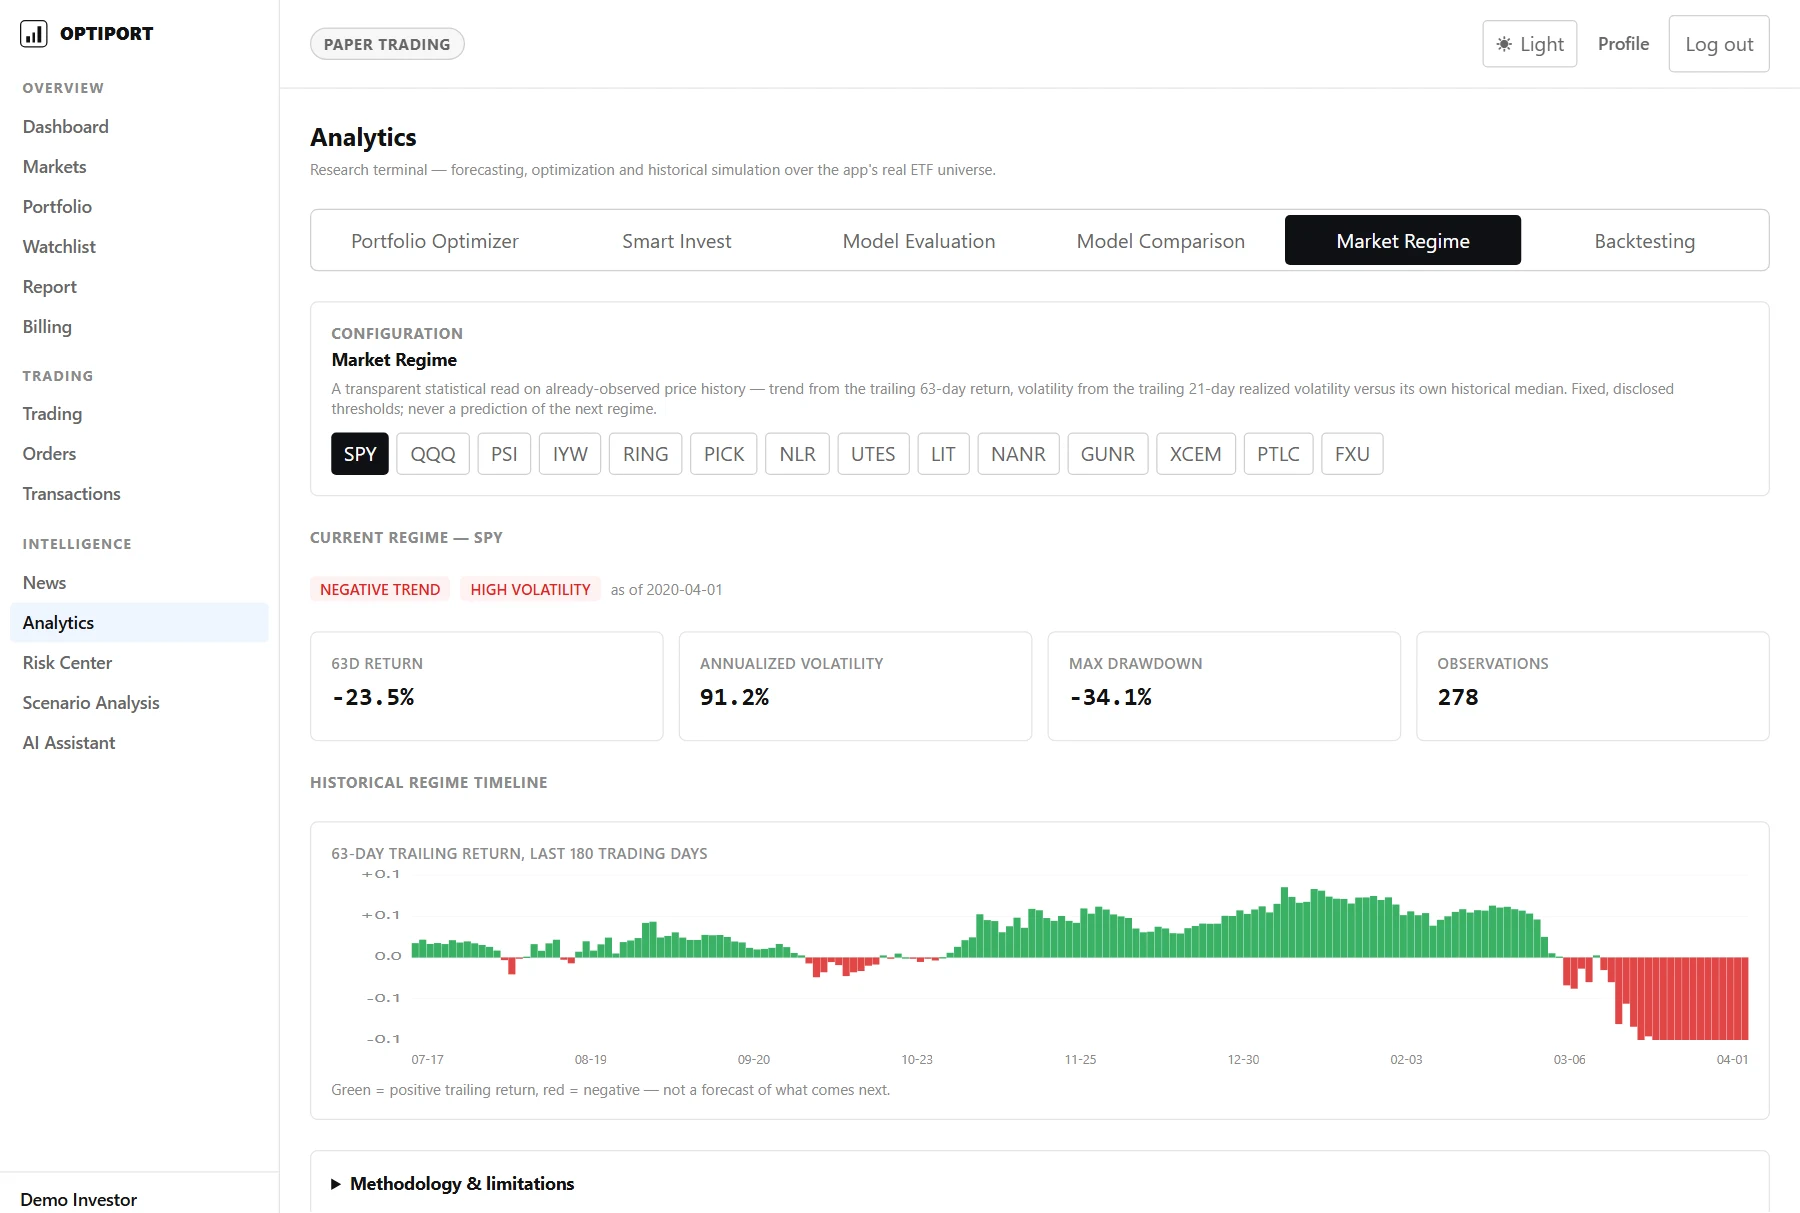 OPTIPORT
OVERVIEW
Dashboard
Markets
Portfolio
Watchlist
Report
Billing
TRADING
Trading
Orders
Transactions
INTELLIGENCE
News
Analytics
Risk Center
Scenario Analysis
AI Assistant
Demo Investor
PAPER TRADING
Light
Profile
Log out
Analytics
Research terminal — forecasting, optimization and historical simulation over the app's real ETF universe.
Portfolio Optimizer
Smart Invest
Model Evaluation
Model Comparison
Market Regime
Backtesting
CONFIGURATION
Market Regime
A transparent statistical read on already-observed price history — trend from the trailing 63-day return, volatility from the trailing 21-day realized volatility versus its own historical median. Fixed, disclosed
thresholds; never a prediction of the next regime.
SPY QQQ PSI IYW RING PICK NLR UTES LIT NANR GUNR XCEM PTLC FXU
CURRENT REGIME — SPY
NEGATIVE TREND HIGH VOLATILITY as of 2020-04-01
63D RETURN
-23.5%
ANNUALIZED VOLATILITY
91.2%
MAX DRAWDOWN
-34.1%
OBSERVATIONS
278
HISTORICAL REGIME TIMELINE
63-DAY TRAILING RETURN, LAST 180 TRADING DAYS
+0.1
+0.1
0.0
-0.1
-0.1
07-17 08-19 09-20 10-23 11-25 12-30 02-03 03-06 04-01
Green = positive trailing return, red = negative — not a forecast of what comes next.
Methodology & limitations